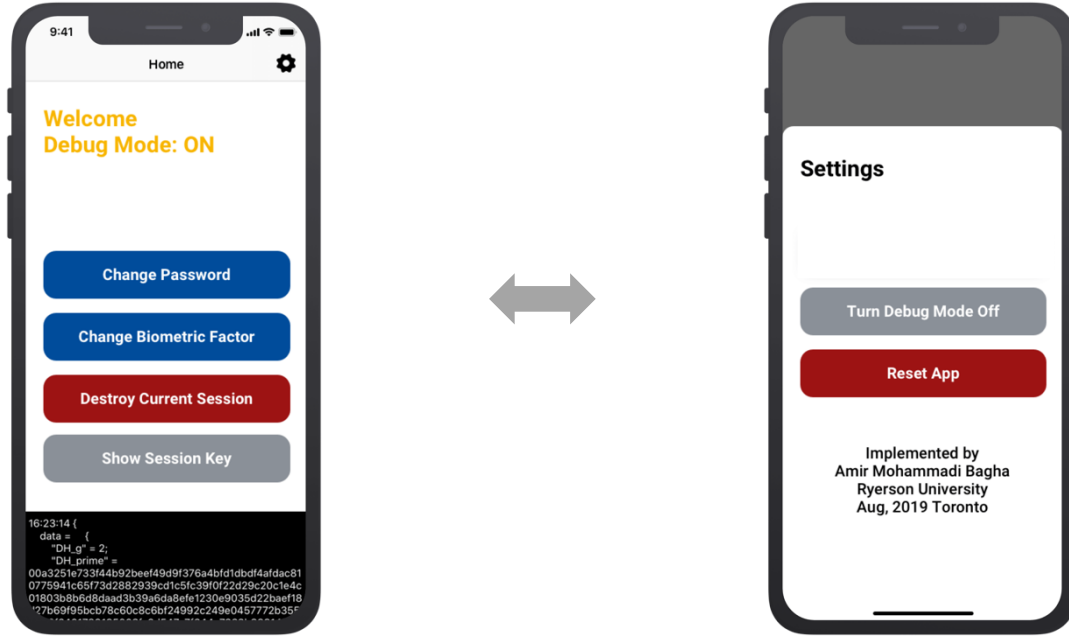 9:41
Home
Welcome
Debug Mode: ON
Change Password
Change Biometric Factor
Destroy Current Session
Show Session Key
16:23:14 {
data = {
"DH_g" = 2;
"DH_prime" =
00a3251e733f44b92beef49d9f376a4bfd1dbdf4afdac81
0775941c65f73d2882939cd1c5fc39f0f22d29c20c1e4c
01803b8b6d8daad3b39a6da8efe1230e9035d22baef18
Settings
Turn Debug Mode Off
Reset App
Implemented by
Amir Mohammadi Bagha
Ryerson University
Aug, 2019 Toronto